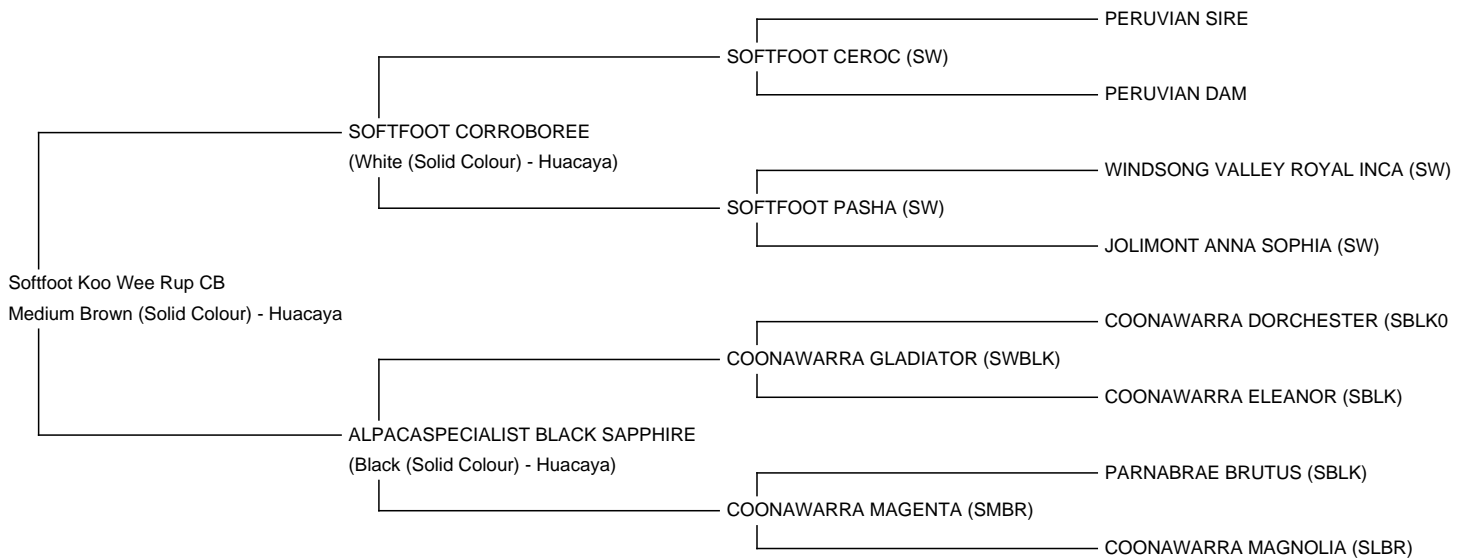 PERUVIAN SIRE
SOFTFOOT CEROC (SW)
PERUVIAN DAM
SOFTFOOT CORROBOREE
(White (Solid Colour) - Huacaya)
WINDSONG VALLEY ROYAL INCA (SW)
SOFTFOOT PASHA (SW)
JOLIMONT ANNA SOPHIA (SW)
Softfoot Koo Wee Rup CB
Medium Brown (Solid Colour) - Huacaya
COONAWARRA DORCHESTER (SBLK0
COONAWARRA GLADIATOR (SWBLK)
COONAWARRA ELEANOR (SBLK)
ALPACASPECIALIST BLACK SAPPHIRE
(Black (Solid Colour) - Huacaya)
PARNABRAE BRUTUS (SBLK)
COONAWARRA MAGENTA (SMBR)
COONAWARRA MAGNOLIA (SLBR)